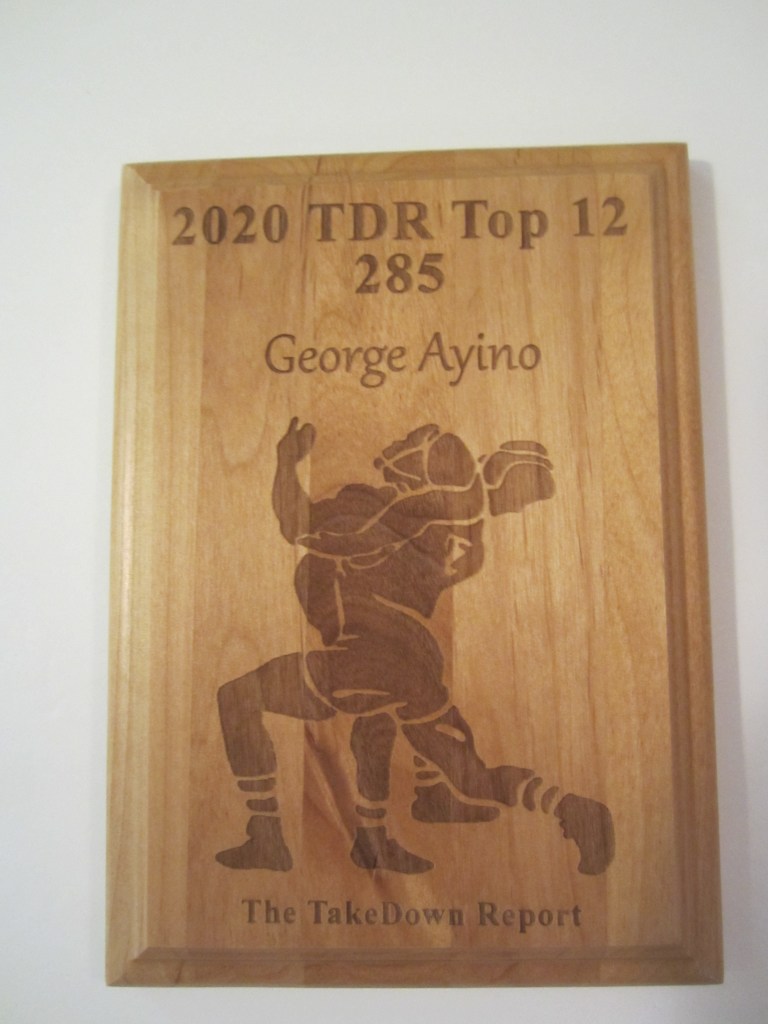 2020 TDR Top 12
285
George Ayino
The TakeDown Report